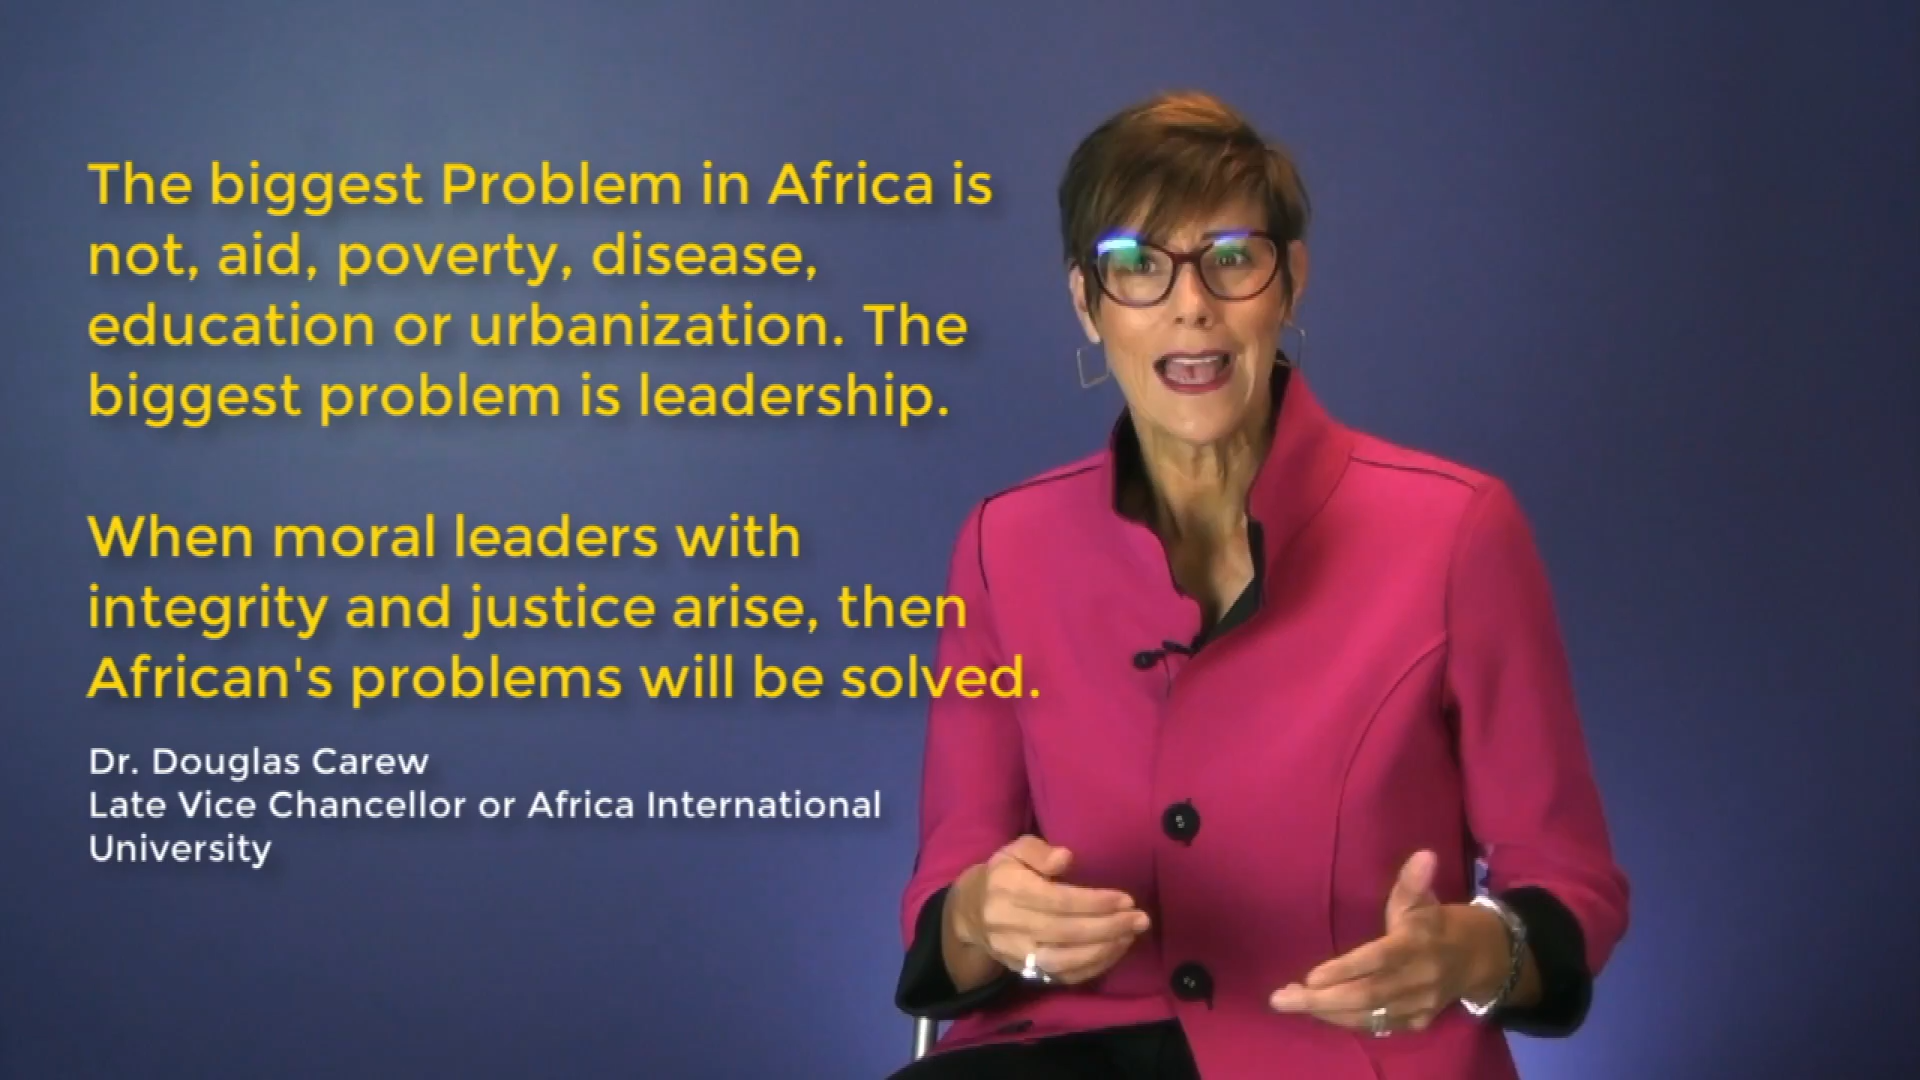 The biggest Problem in Africa is
not, aid, poverty, disease,
education or urbanization. The
biggest problem is leadership.
When moral leaders with
integrity and justice arise, then
African's problems will be solved.
Dr. Douglas Carew
Late Vice Chancellor or Africa International
University